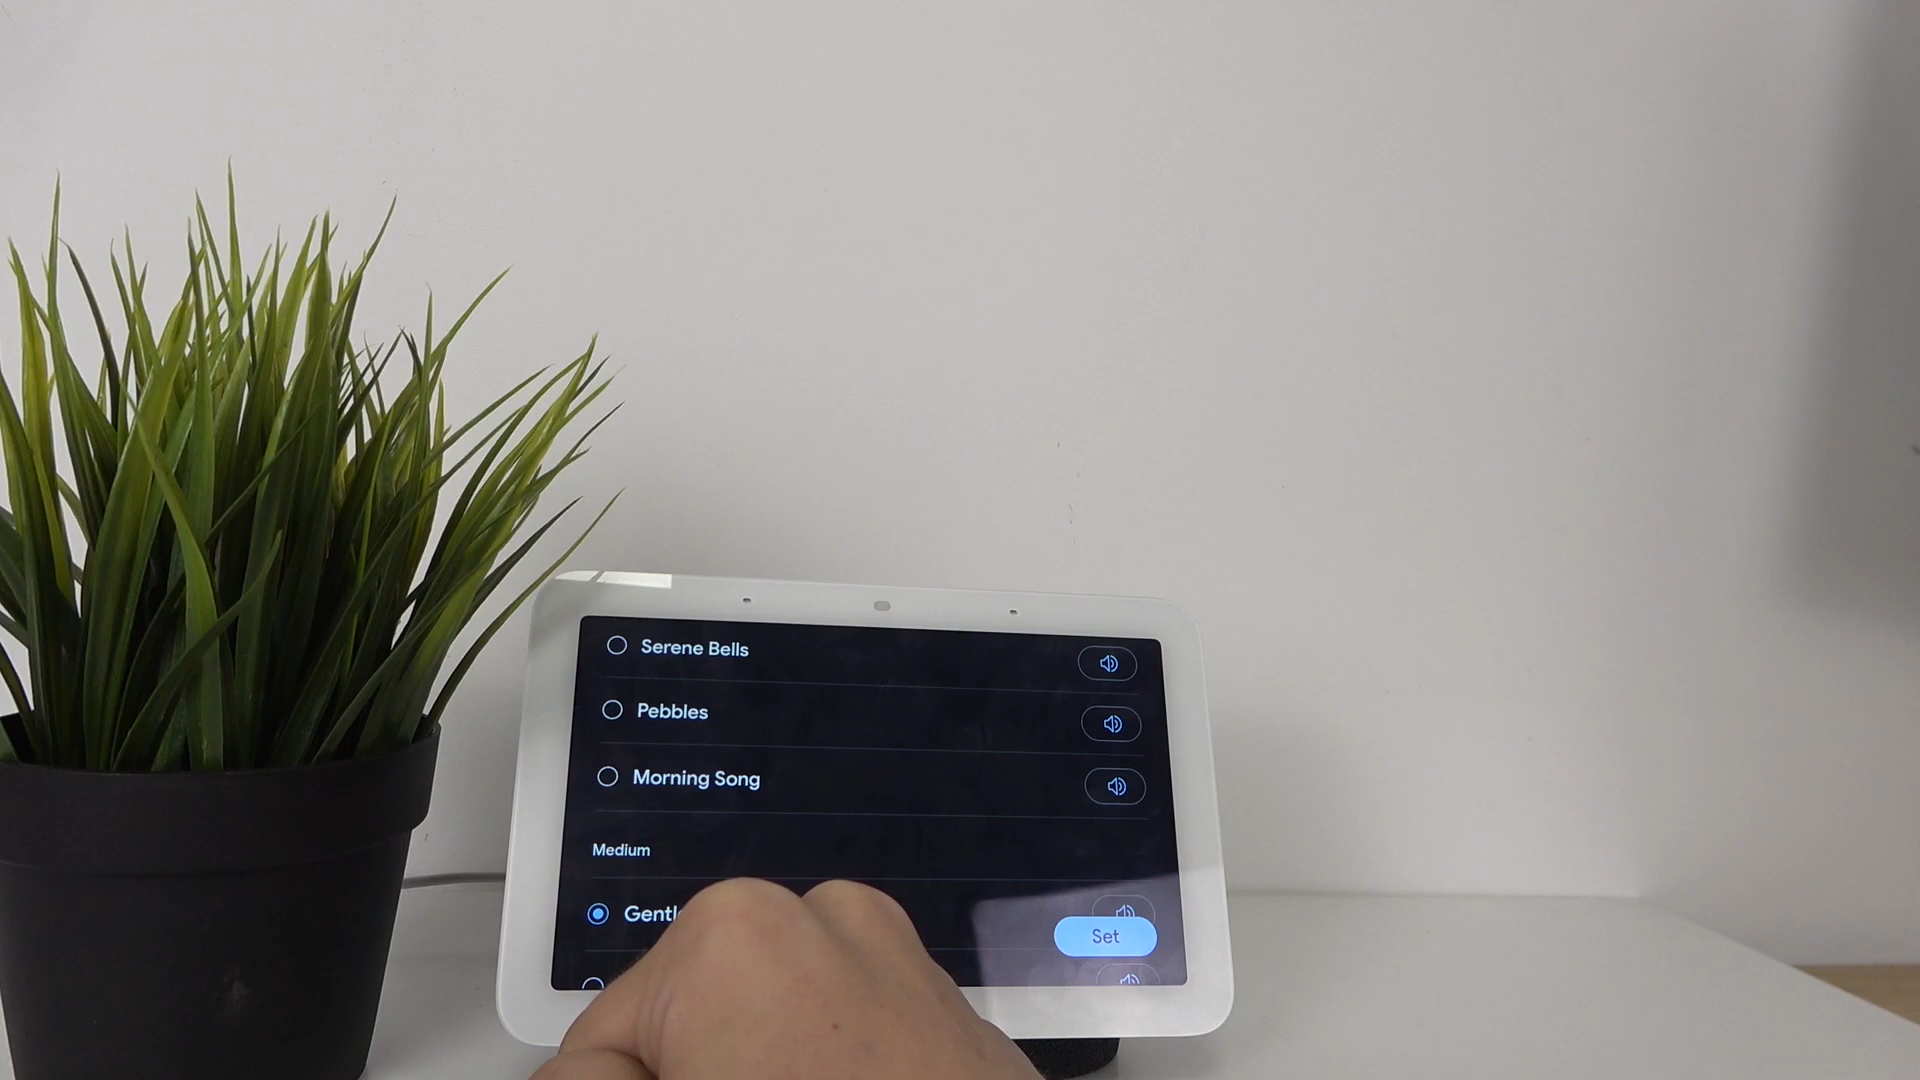 Serene Bells
Pebbles
Morning Song
Medium
Set